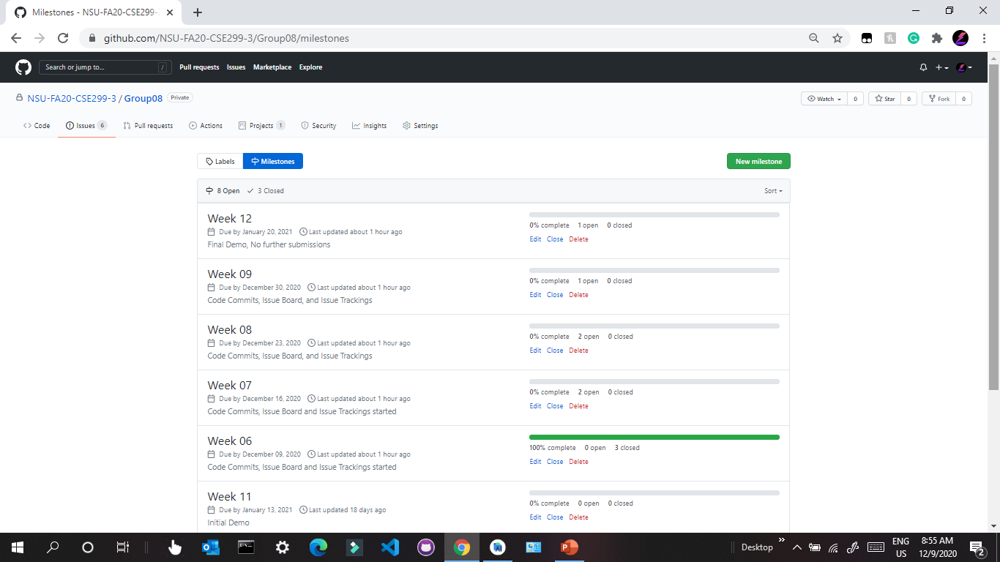 Milestones - NSU-FA20-CSE299-3
github.com/NSU-FA20-CSE299-3/Group08/milestones
Search or jump to... / Pull requests Issues Marketplace Explore
NSU-FA20-CSE299-3 / Group08 Private Watch 0 Star 0 Fork 0
Code Issues 6 Pull requests Actions Projects 1 Security Insights Settings
Labels Milestones New milestone
8 Open 3 Closed Sort
Week 12
Due by January 20, 2021 Last updated about 1 hour ago
Final Demo, No further submissions
0% complete 1 open 0 closed
Edit Close Delete
Week 09
Due by December 30, 2020 Last updated about 1 hour ago
Code Commits, Issue Board, and Issue Trackings
0% complete 1 open 0 closed
Edit Close Delete
Week 08
Due by December 23, 2020 Last updated about 1 hour ago
Code Commits, Issue Board, and Issue Trackings
0% complete 2 open 0 closed
Edit Close Delete
Week 07
Due by December 16, 2020 Last updated about 1 hour ago
Code Commits, Issue Board and Issue Trackings started
0% complete 2 open 0 closed
Edit Close Delete
Week 06
Due by December 09, 2020 Last updated about 1 hour ago
Code Commits, Issue Board and Issue Trackings started
100% complete 0 open 3 closed
Edit Close Delete
Week 11
Due by January 13, 2021 Last updated 18 days ago
Initial Demo
0% complete 0 open 0 closed
Edit Close Delete
Desktop
ENG
US
8:55 AM
12/9/2020
2